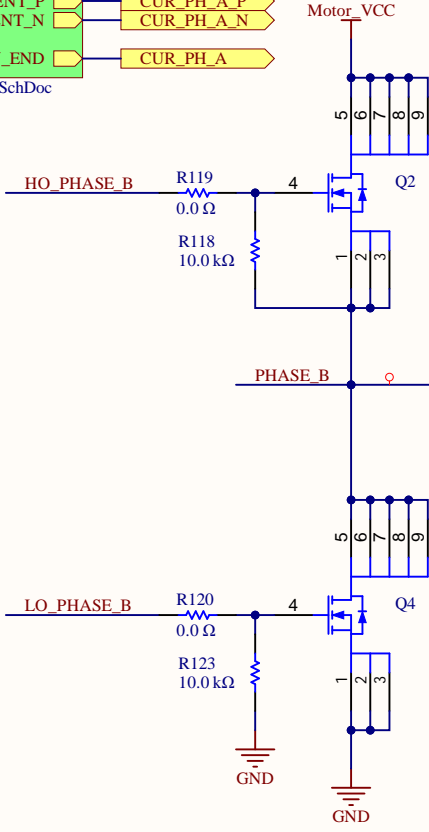 ENT_P
CUR_PH_A_P
ENT_N
CUR_PH_A_N
_END
CUR_PH_A
SchDoc
Motor_VCC
5
6
7
8
9
HO_PHASE_B
R119
0.0 Ω
4
Q2
R118
10.0 kΩ
1
2
3
PHASE_B
5
6
7
8
9
LO_PHASE_B
R120
0.0 Ω
4
Q4
R123
10.0 kΩ
1
2
3
GND
GND